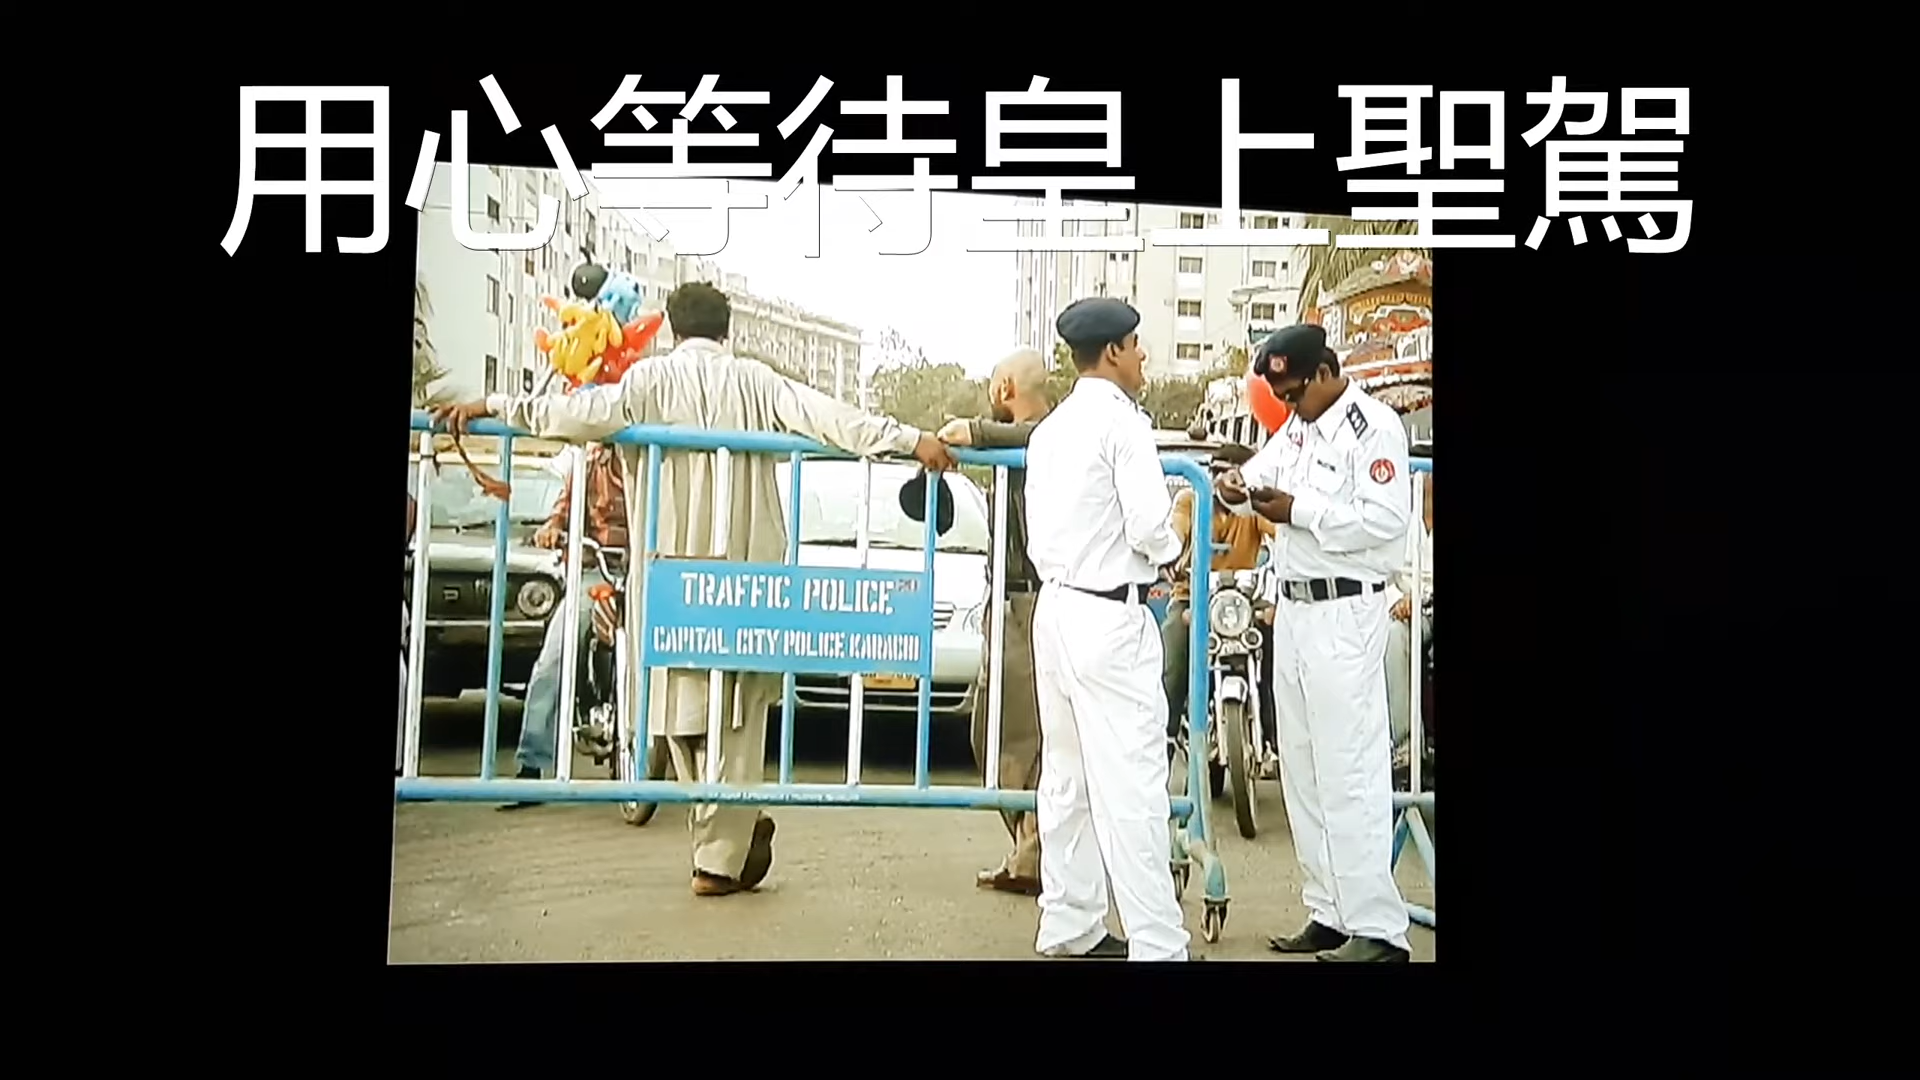 用心等待皇上聖駕
TRAFFIC POLICE
CAPITAL CITY POLICE KARACHI